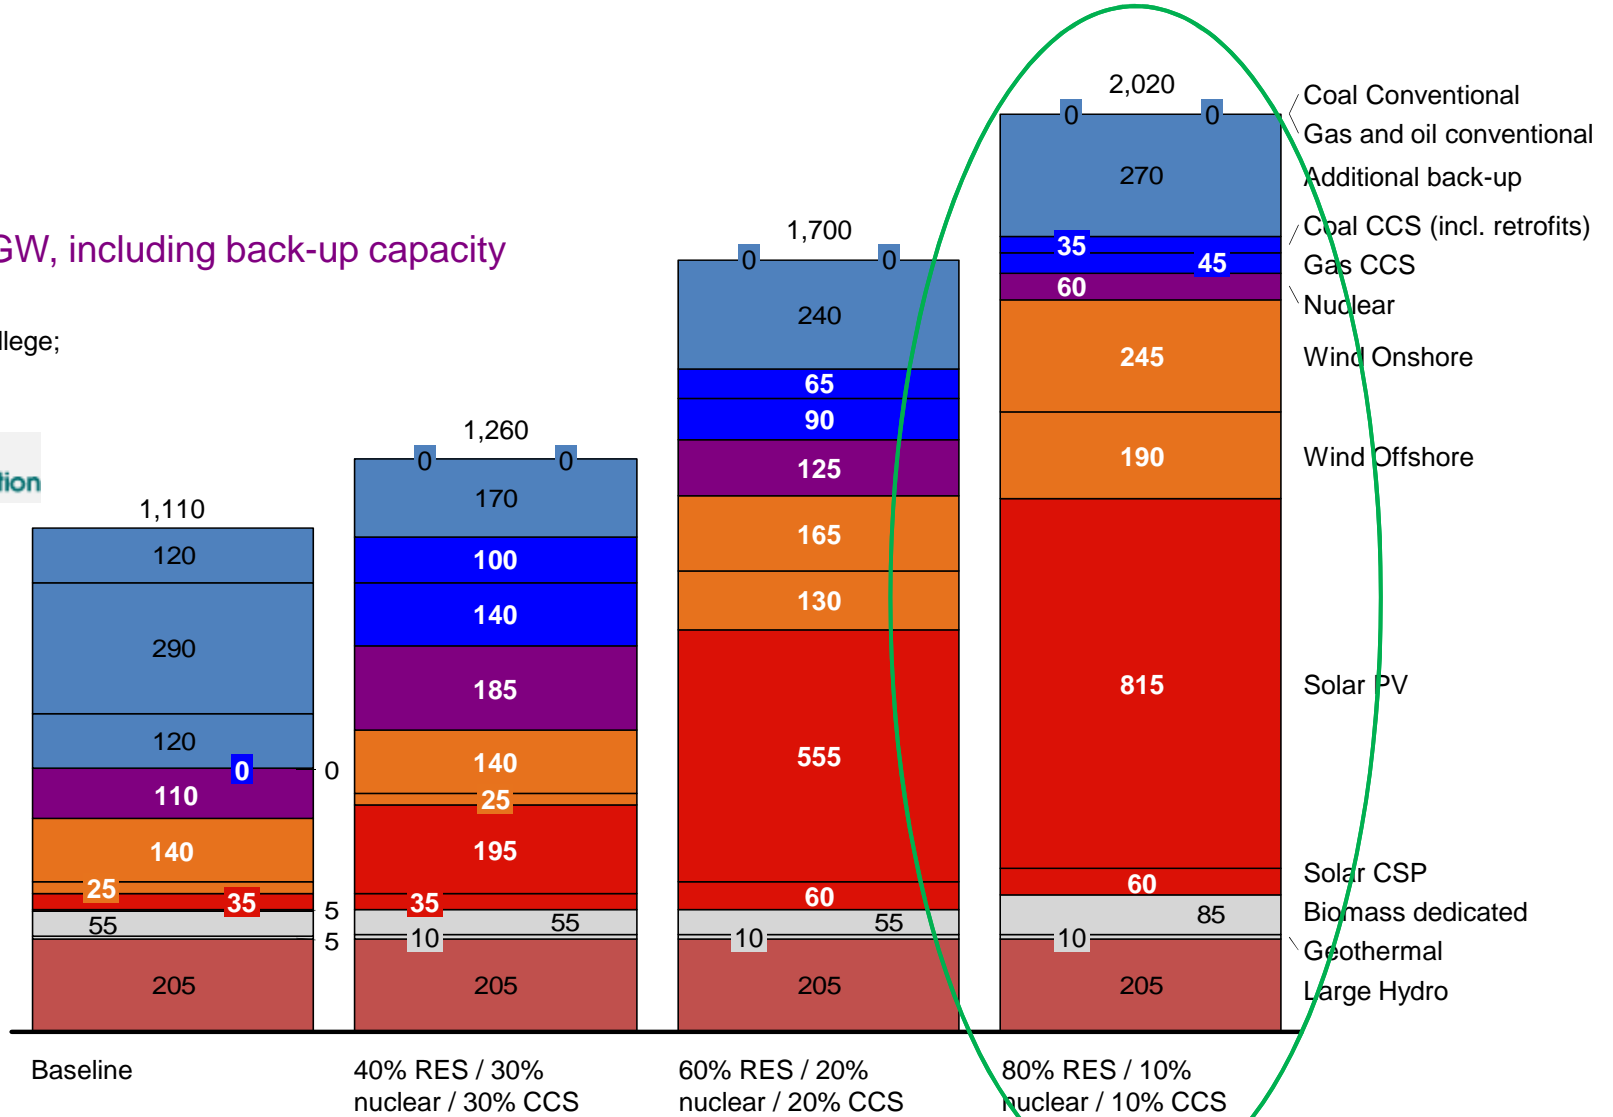 GW, including back-up capacity
1,110
120
290
120
0
0
110
140
25
35
5
55
5
205
Baseline
1,260
0
0
170
100
140
185
140
25
195
35
55
10
205
40% RES / 30%
nuclear / 30% CCS
1,700
0
0
240
65
90
125
165
130
555
60
55
10
205
60% RES / 20%
nuclear / 20% CCS
2,020
0
0
270
35
45
60
245
190
815
60
85
10
205
80% RES / 10%
nuclear / 10% CCS
Coal Conventional
Gas and oil conventional
Additional back-up
Coal CCS (incl. retrofits)
Gas CCS
Nuclear
Wind Onshore
Wind Offshore
Solar PV
Solar CSP
Biomass dedicated
Geothermal
Large Hydro